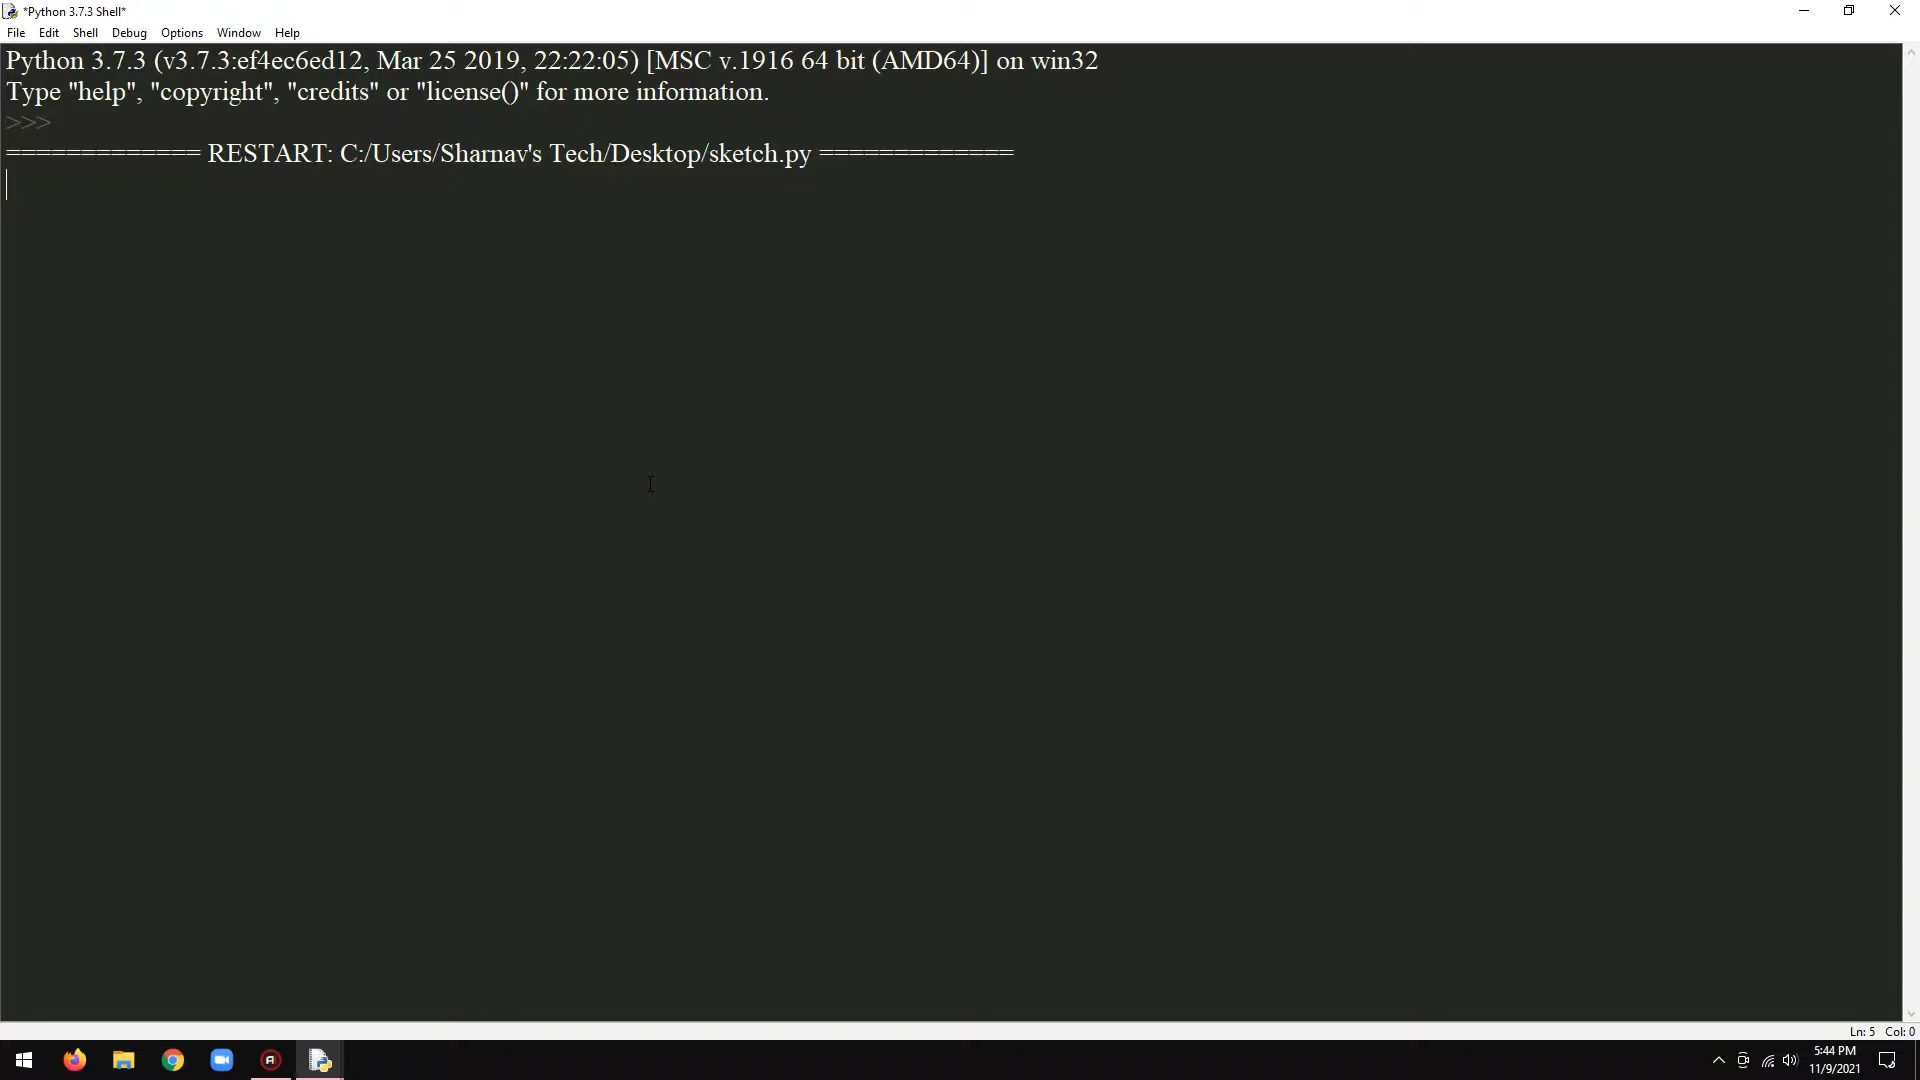 *Python 3.7.3 Shell*
File Edit Shell Debug Options Window Help
Python 3.7.3 (v3.7.3:ef4ec6ed12, Mar 25 2019, 22:22:05) [MSC v.1916 64 bit (AMD64)] on win32
Type "help", "copyright", "credits" or "license()" for more information.
>>>
============= RESTART: C:/Users/Sharnav's Tech/Desktop/sketch.py =============
Ln: 5 Col: 0
5:44 PM
11/9/2021